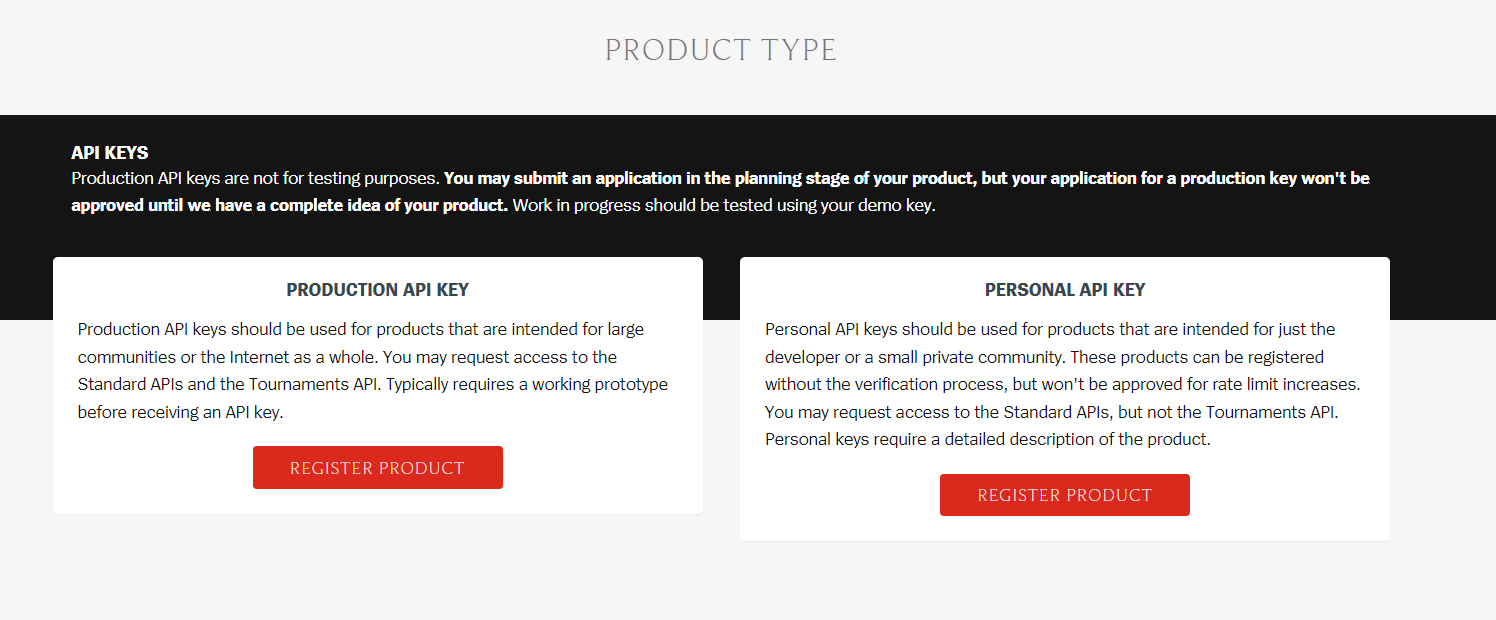 PRODUCT TYPE
API KEYS
Production API keys are not for testing purposes. You may submit an application in the planning stage of your product, but your application for a production key won't be
approved until we have a complete idea of your product. Work in progress should be tested using your demo key.
PRODUCTION API KEY
Production API keys should be used for products that are intended for large
communities or the Internet as a whole. You may request access to the
Standard APIs and the Tournaments API. Typically requires a working prototype
before receiving an API key.
REGISTER PRODUCT
PERSONAL API KEY
Personal API keys should be used for products that are intended for just the
developer or a small private community. These products can be registered
without the verification process, but won't be approved for rate limit increases.
You may request access to the Standard APIs, but not the Tournaments API.
Personal keys require a detailed description of the product.
REGISTER PRODUCT